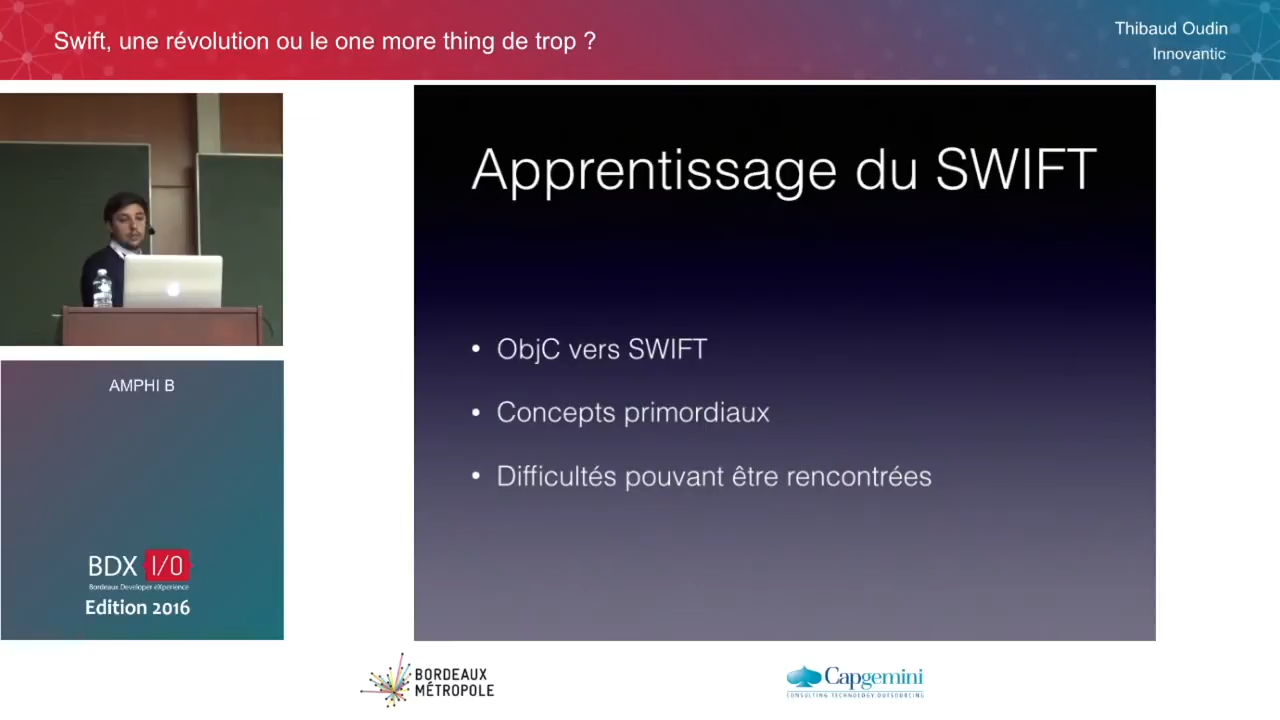 Swift, une révolution ou le one more thing de trop ?
Thibaud Oudin
Innovantic
Apprentissage du SWIFT
• ObjC vers SWIFT
• Concepts primordiaux
• Difficultés pouvant être rencontrées
AMPHI B
BDX I/O
Bordeaux Developer eXperience
Edition 2016
BORDEAUX
MÉTROPOLE
Capgemini
CONSULTING.TECHNOLOGY.OUTSOURCING